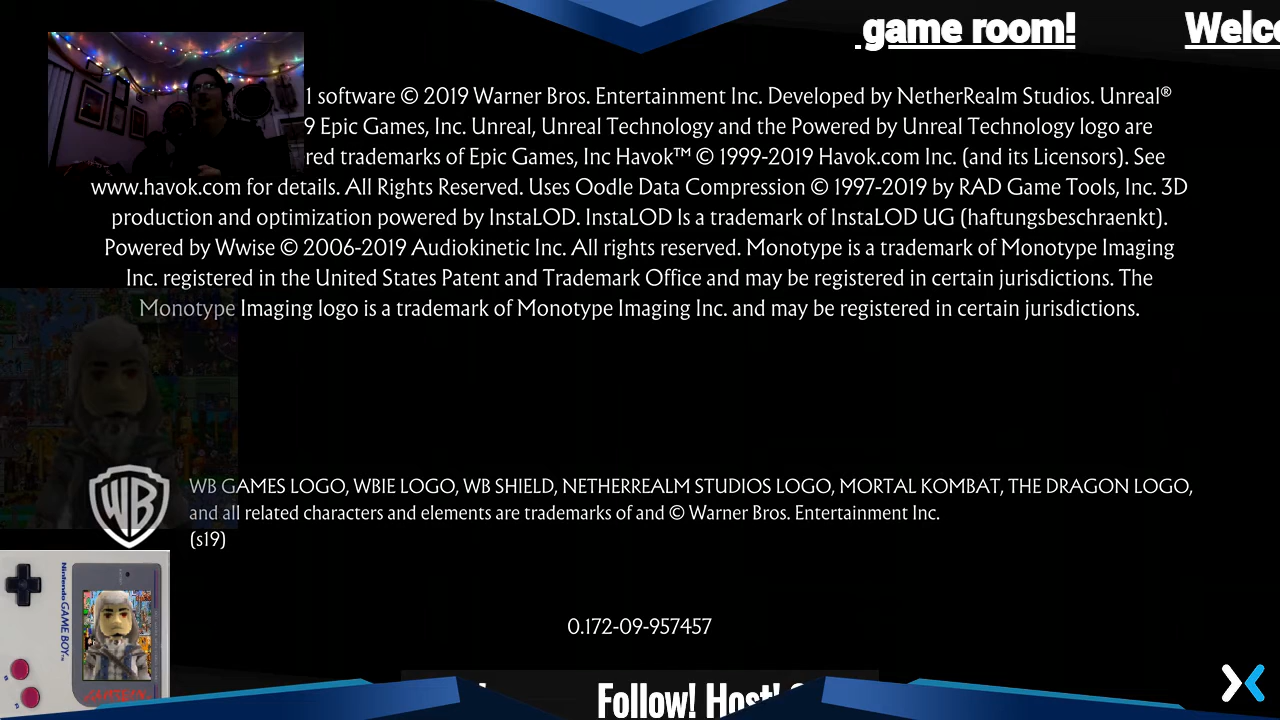 game room!
Welco
1 software © 2019 Warner Bros. Entertainment Inc. Developed by NetherRealm Studios. Unreal®
9 Epic Games, Inc. Unreal, Unreal Technology and the Powered by Unreal Technology logo are
red trademarks of Epic Games, Inc Havok™ © 1999-2019 Havok.com Inc. (and its Licensors). See
www.havok.com for details. All Rights Reserved. Uses Oodle Data Compression © 1997-2019 by RAD Game Tools, Inc. 3D
production and optimization powered by InstaLOD. InstaLOD Is a trademark of InstaLOD UG (haftungsbeschraenkt).
Powered by Wwise © 2006-2019 Audiokinetic Inc. All rights reserved. Monotype is a trademark of Monotype Imaging
Inc. registered in the United States Patent and Trademark Office and may be registered in certain jurisdictions. The
Monotype Imaging logo is a trademark of Monotype Imaging Inc. and may be registered in certain jurisdictions.
WB
WB GAMES LOGO, WBIE LOGO, WB SHIELD, NETHERREALM STUDIOS LOGO, MORTAL KOMBAT, THE DRAGON LOGO,
and all related characters and elements are trademarks of and © Warner Bros. Entertainment Inc.
(s19)
Nintendo GAME BOY™
0.172-09-957457
Follow! Host!